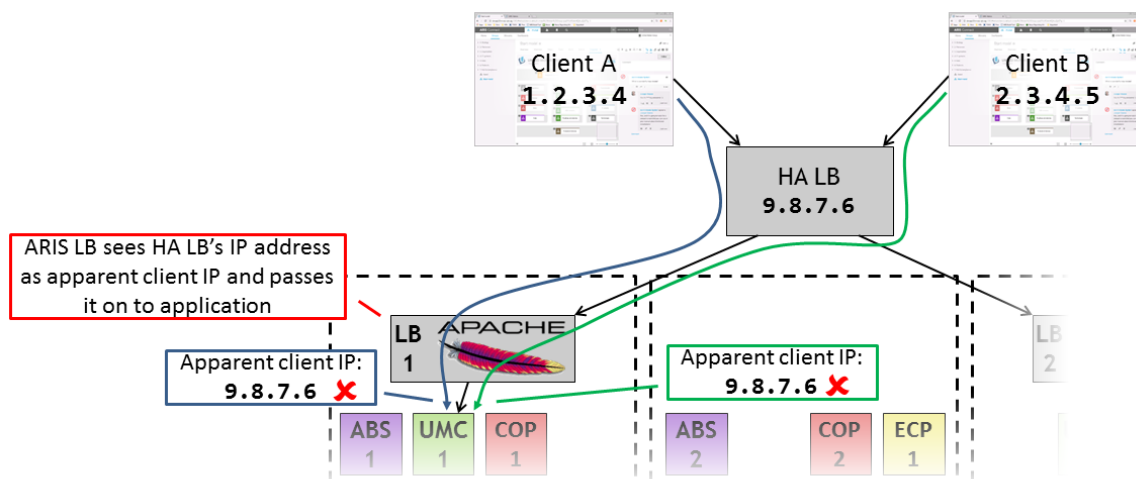 Client A
1.2.3.4
Client B
2.3.4.5
HA LB
9.8.7.6
ARIS LB sees HA LB's IP address
as apparent client IP and passes
it on to application
LB
1
APACHE
LB
2
Apparent client IP:
9.8.7.6 ✘
Apparent client IP:
9.8.7.6 ✘
ABS
1
UMC
1
COP
1
ABS
2
COP
2
ECP
1